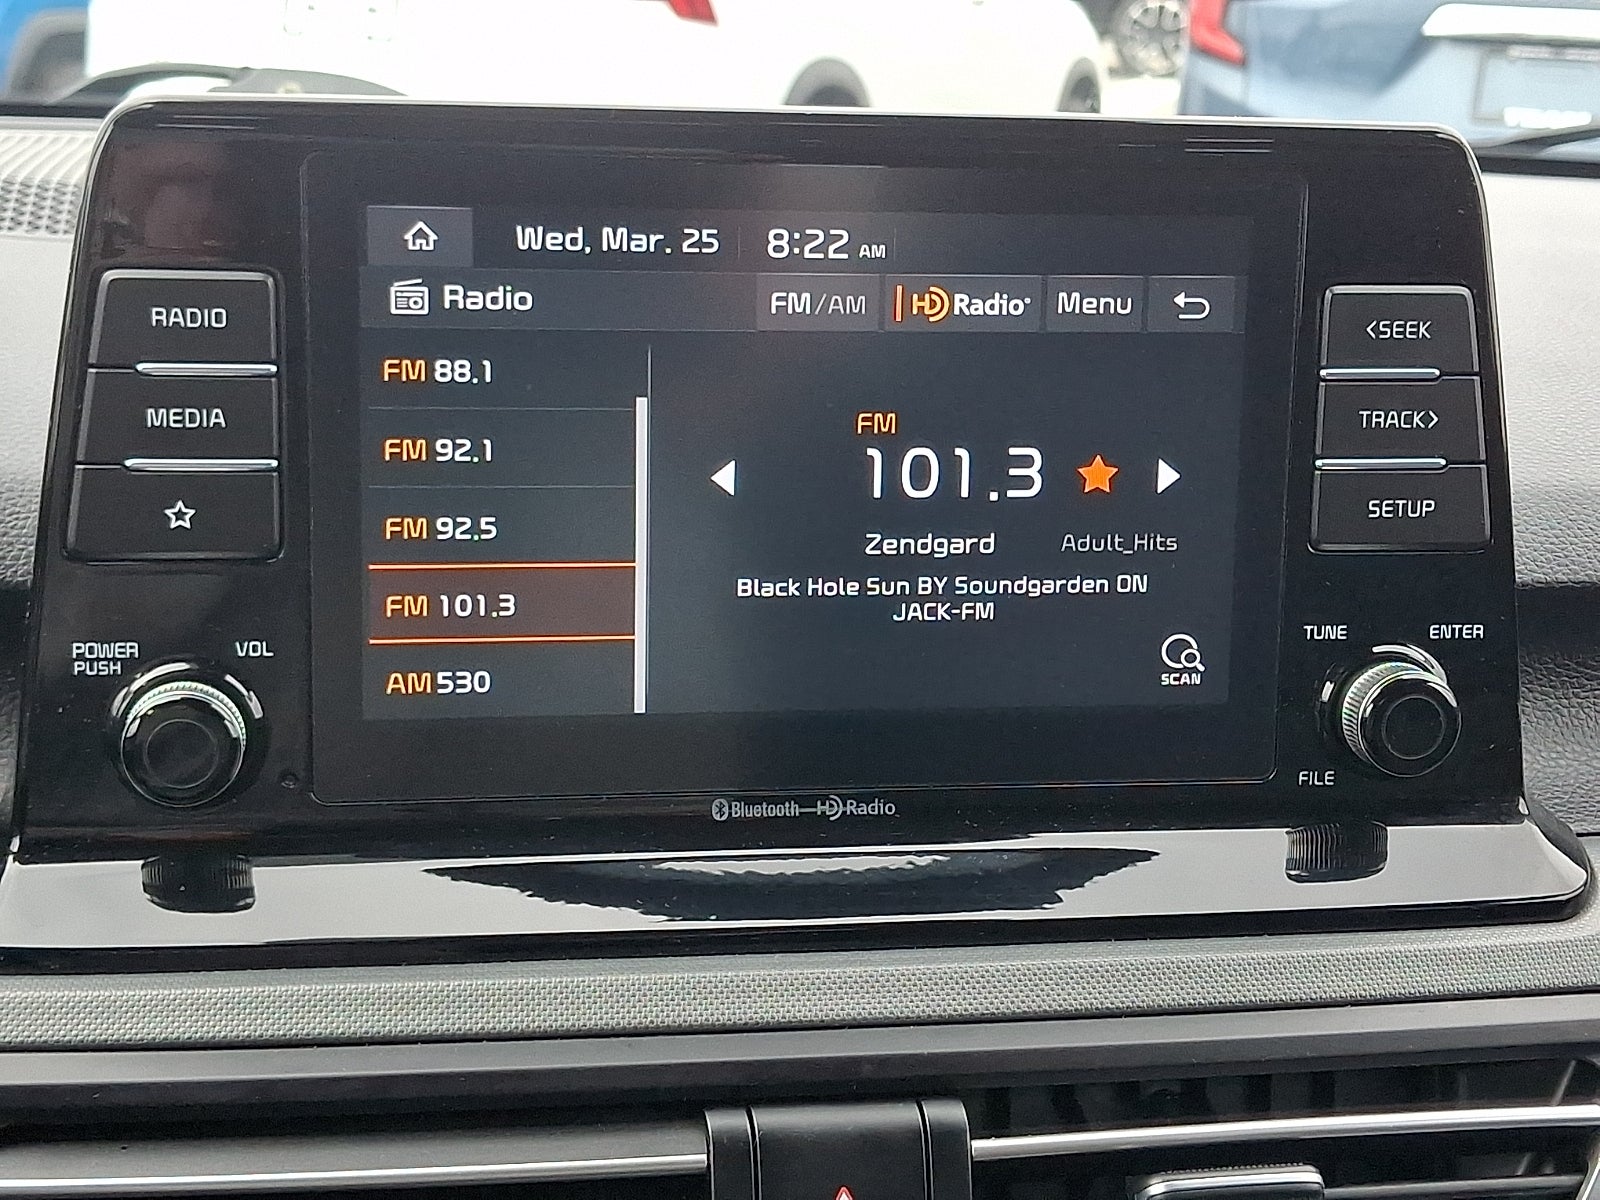 Wed, Mar. 25 8:22 AM
Radio FM/AM HD Radio® Menu
FM 88.1
FM 92.1
FM 92.5
FM 101.3
AM 530
FM
101.3
Zendgard Adult_Hits
Black Hole Sun BY Soundgarden ON
JACK-FM
SCAN
RADIO
MEDIA
POWER
PUSH
VOL
<SEEK
TRACK>
SETUP
TUNE
ENTER
FILE
Bluetooth HD Radio